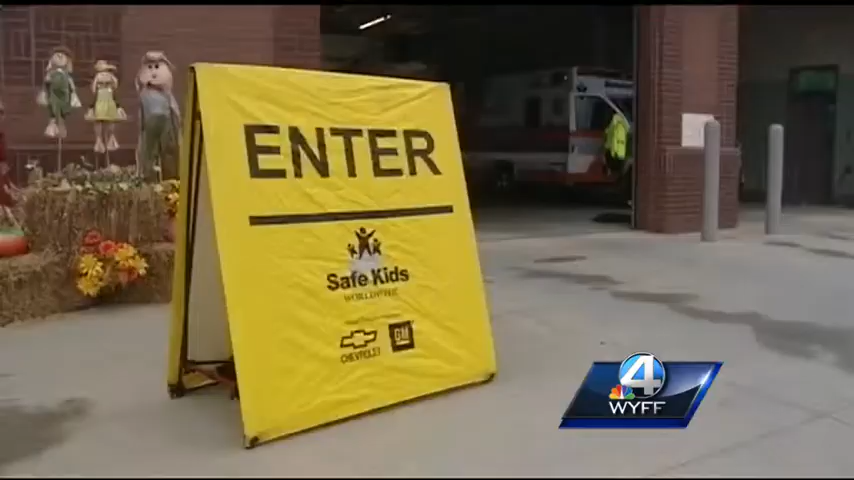 ENTER
Safe Kids
WORLDWIDE
CHEVROLET
GM
4
WYFF